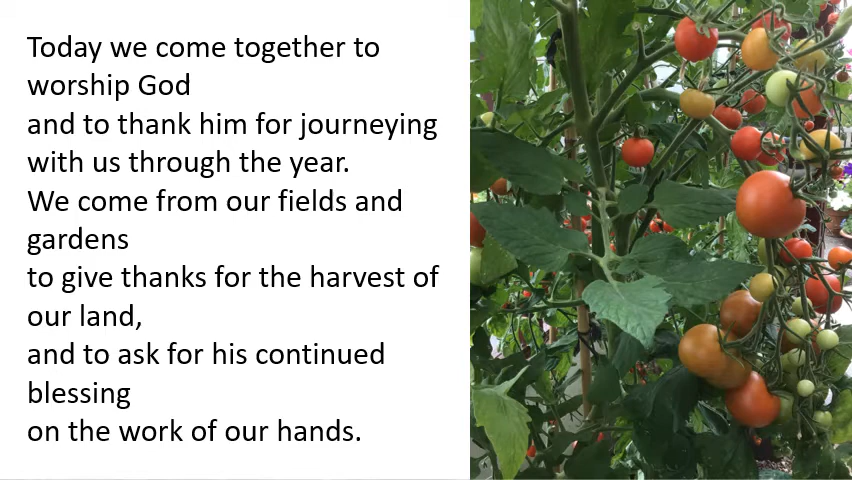 Today we come together to
worship God
and to thank him for journeying
with us through the year.
We come from our fields and
gardens
to give thanks for the harvest of
our land,
and to ask for his continued
blessing
on the work of our hands.